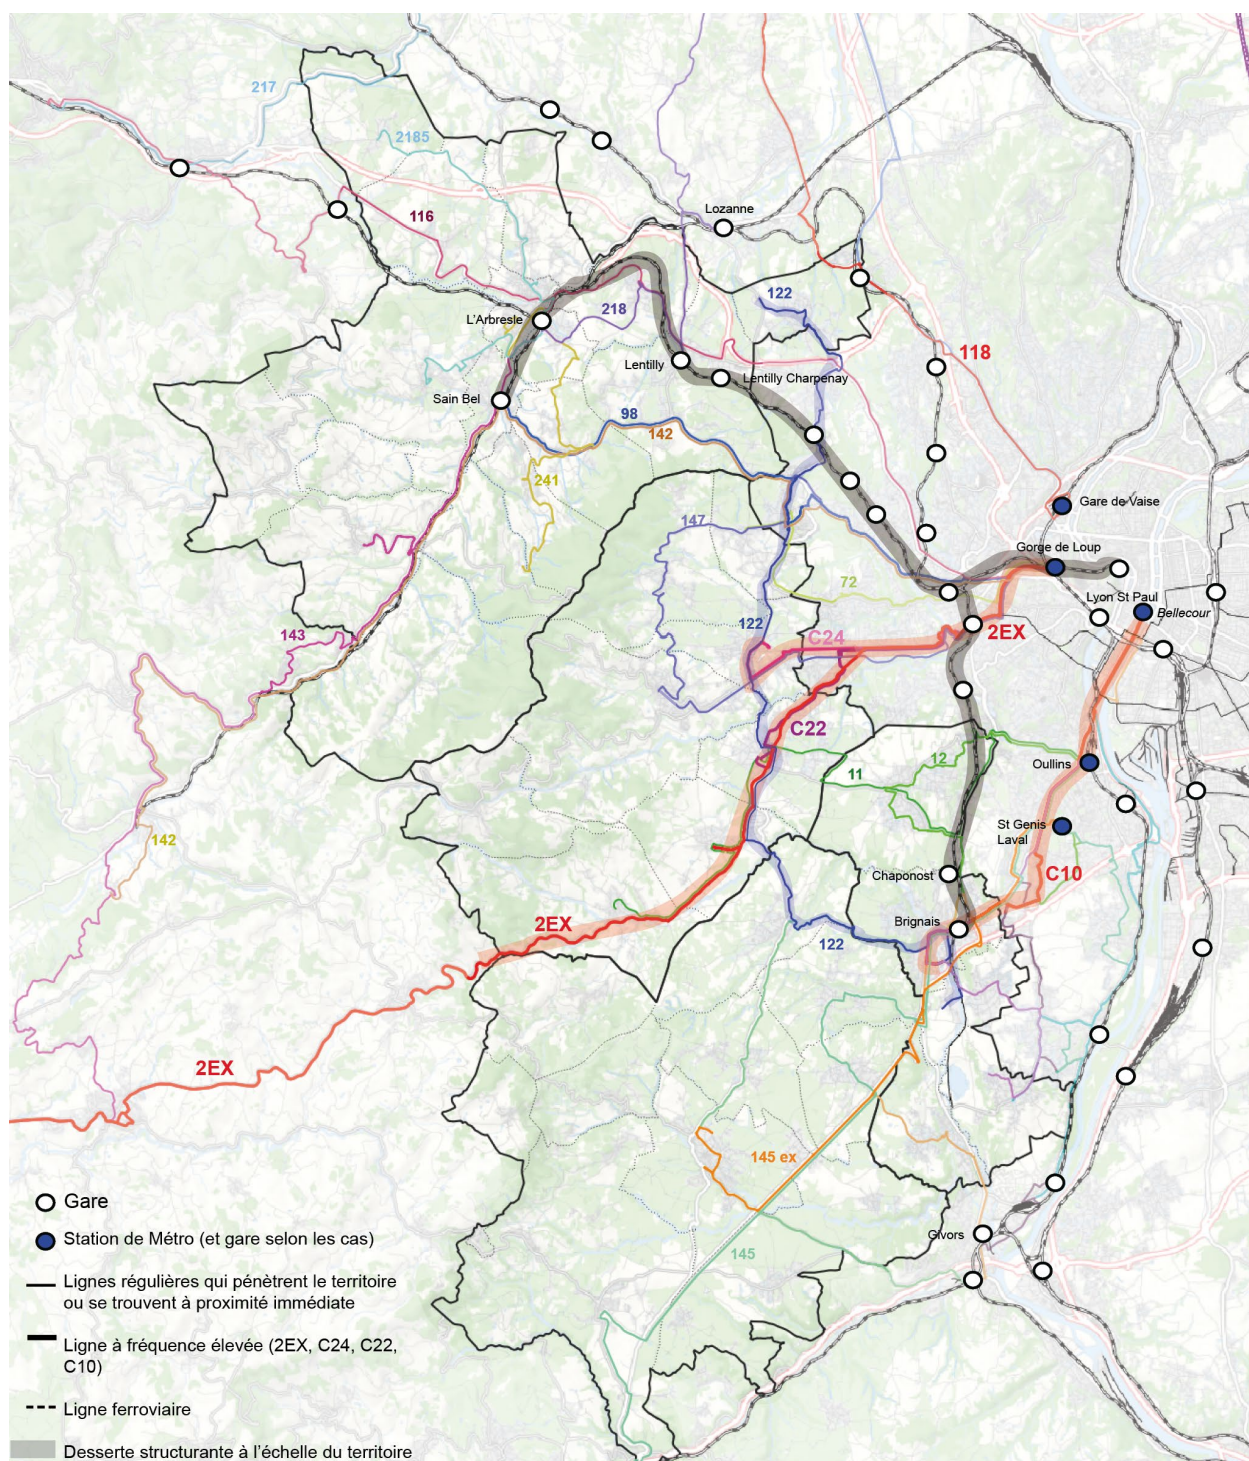 217
2185
116
Lozanne
122
218
L'Arbresle
118
Lentilly
Lentilly Charpenay
Sain Bel
98
142
241
Gare de Vaise
147
Gorge de Loup
72
Lyon St Paul
Bellecour
122
C24
2EX
143
C22
12
11
Oullins
St Genis
Laval
142
C10
Chaponost
2EX
Brignais
122
2EX
145 ex
Givors
145
Gare
Station de Métro (et gare selon les cas)
Lignes régulières qui pénètrent le territoire
ou se trouvent à proximité immédiate
Ligne à fréquence élevée (2EX, C24, C22,
C10)
Ligne ferroviaire
Desserte structurante à l'échelle du territoire